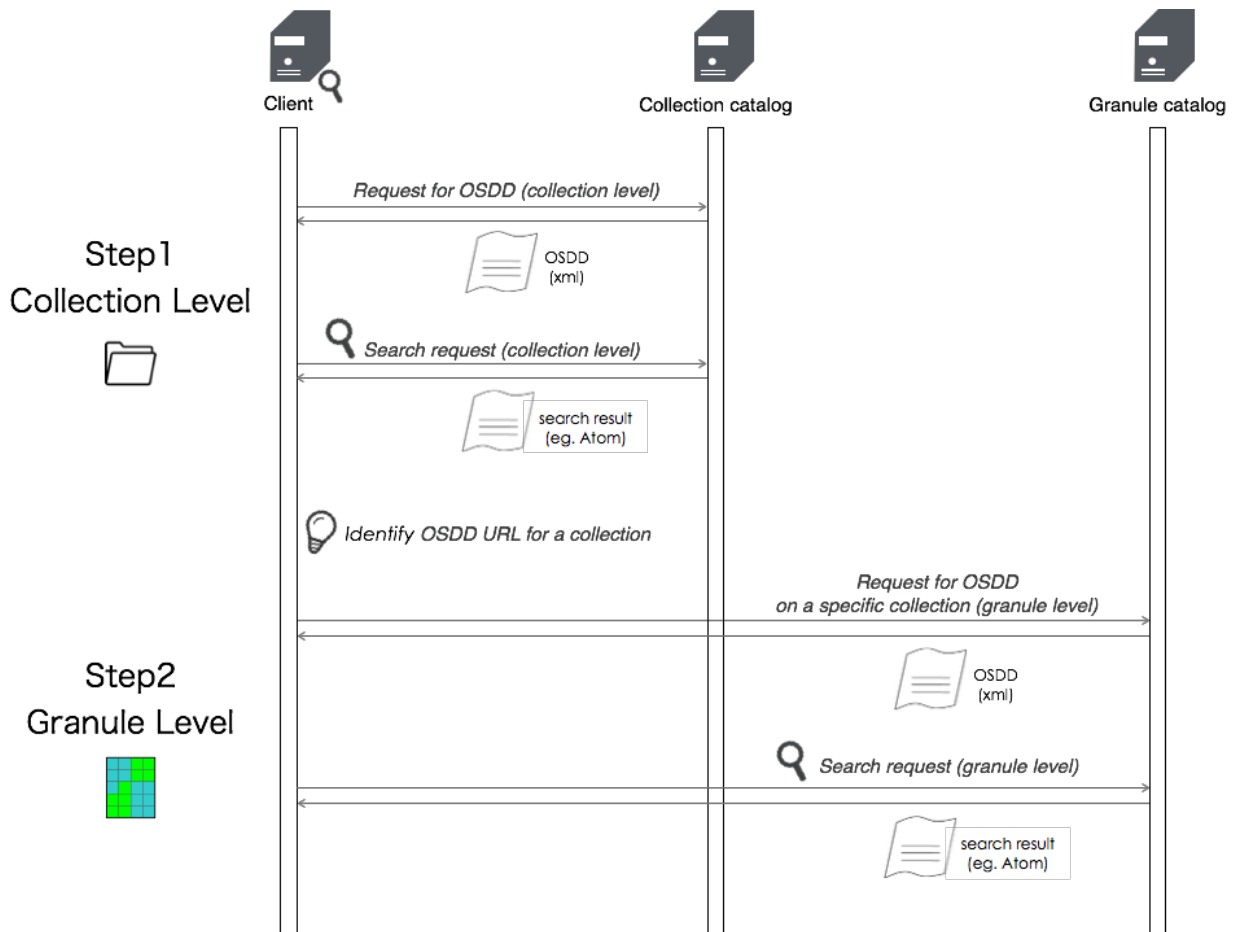 Client
Collection catalog
Granule catalog
Request for OSDD (collection level)
Step1
Collection Level
OSDD
(xml)
Search request (collection level)
search result
(eg. Atom)
Identify OSDD URL for a collection
Request for OSDD
on a specific collection (granule level)
Step2
Granule Level
OSDD
(xml)
Search request (granule level)
search result
(eg. Atom)